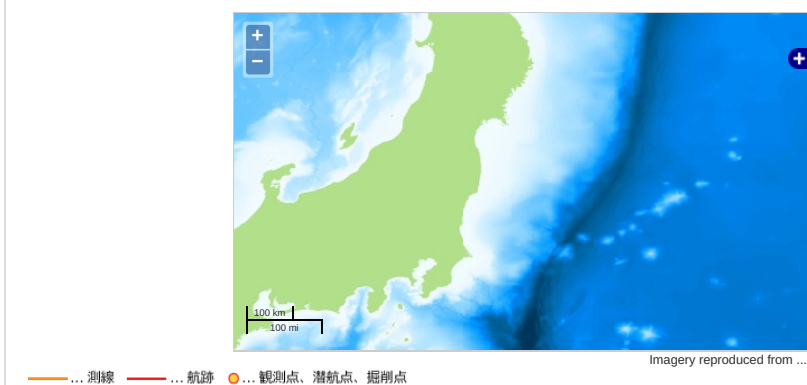 +
−
+
100 km
100 mi
Imagery reproduced from ...
... 測線 ... 航跡 ... 観測点、潜航点、掘削点